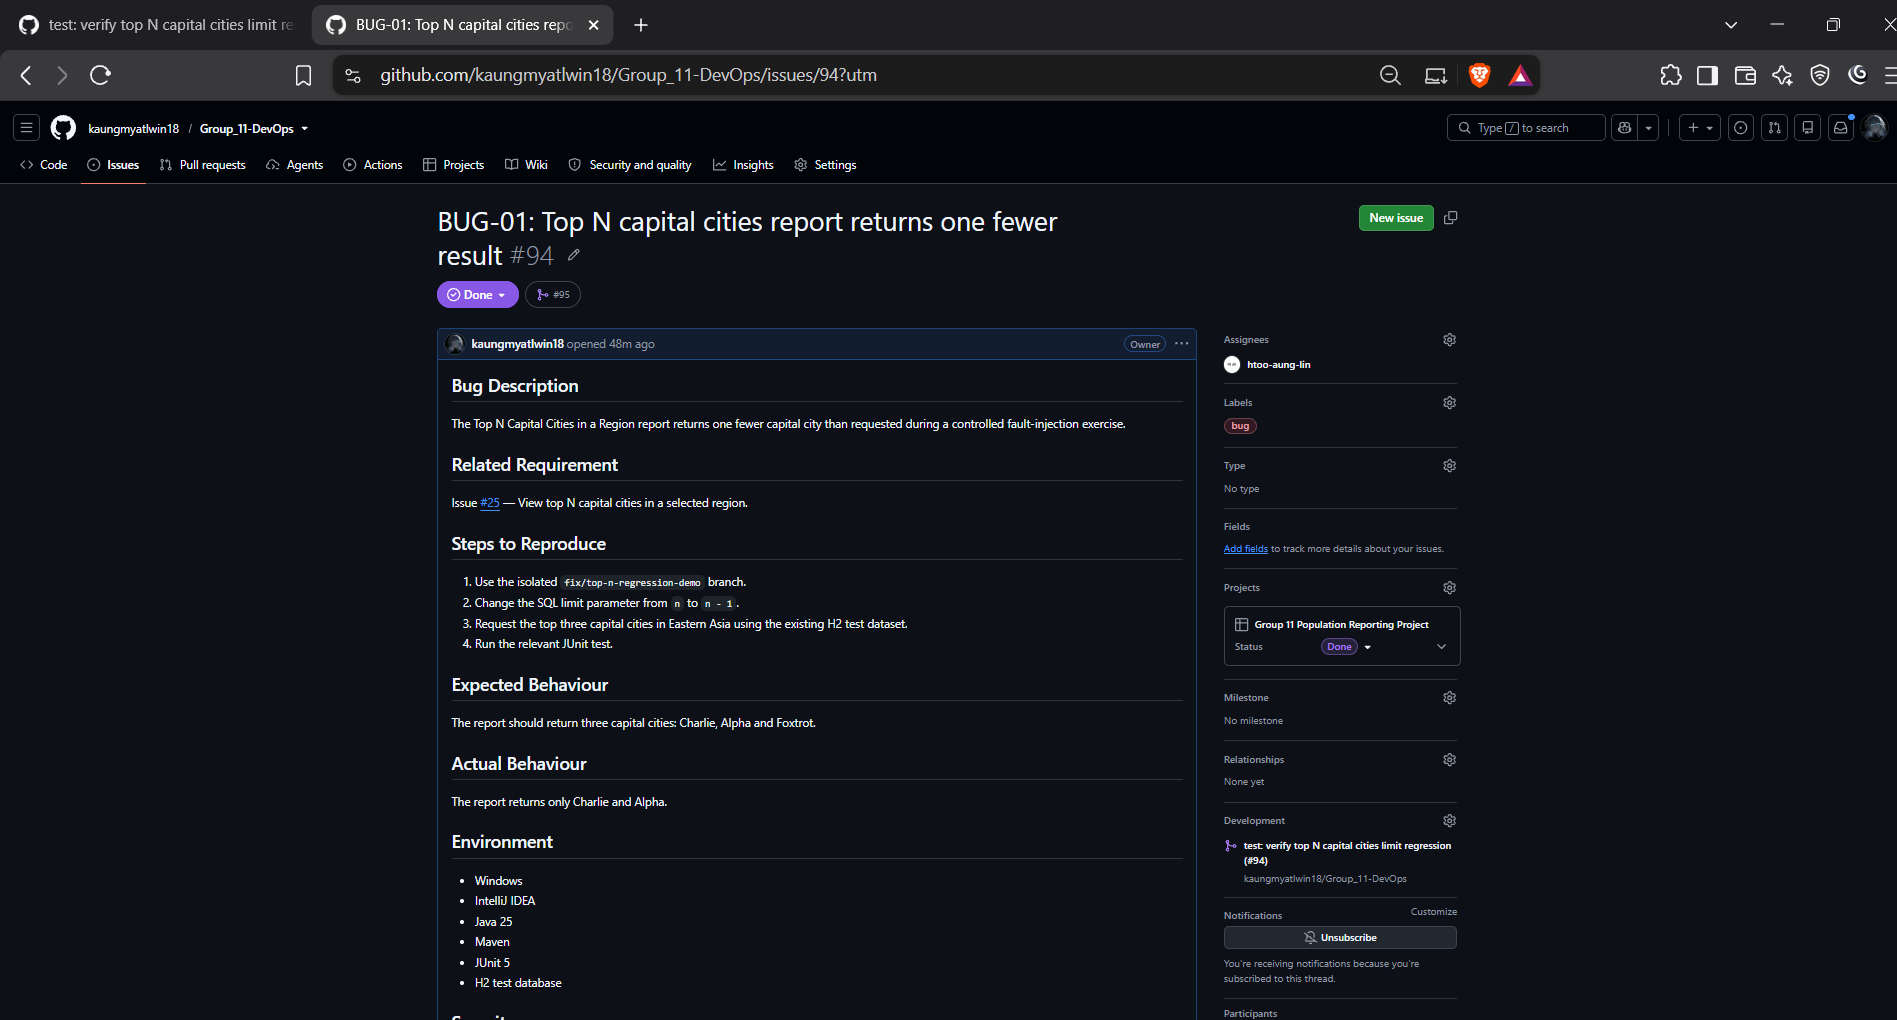 test: verify top N capital cities limit re
BUG-01: Top N capital cities repo
github.com/kaungmyatlwin18/Group_11-DevOps/issues/94?utm
kaungmyatlwin18 / Group_11-DevOps
Type / to search
Code
Issues
Pull requests
Agents
Actions
Projects
Wiki
Security and quality
Insights
Settings
BUG-01: Top N capital cities report returns one fewer
result #94
New issue
Done
#95
kaungmyatlwin18 opened 48m ago
Owner
Bug Description
The Top N Capital Cities in a Region report returns one fewer capital city than requested during a controlled fault-injection exercise.
Related Requirement
Issue #25 — View top N capital cities in a selected region.
Steps to Reproduce
1. Use the isolated fix/top-n-regression-demo branch.
2. Change the SQL limit parameter from n to n - 1.
3. Request the top three capital cities in Eastern Asia using the existing H2 test dataset.
4. Run the relevant JUnit test.
Expected Behaviour
The report should return three capital cities: Charlie, Alpha and Foxtrot.
Actual Behaviour
The report returns only Charlie and Alpha.
Environment
• Windows
• IntelliJ IDEA
• Java 25
• Maven
• JUnit 5
• H2 test database
Assignees
htoo-aung-lin
Labels
bug
Type
No type
Fields
Add fields to track more details about your issues.
Projects
Group 11 Population Reporting Project
Status
Done
Milestone
No milestone
Relationships
None yet
Development
test: verify top N capital cities limit regression
(#94)
kaungmyatlwin18/Group_11-DevOps
Notifications
Customize
Unsubscribe
You're receiving notifications because you're
subscribed to this thread.
Participants